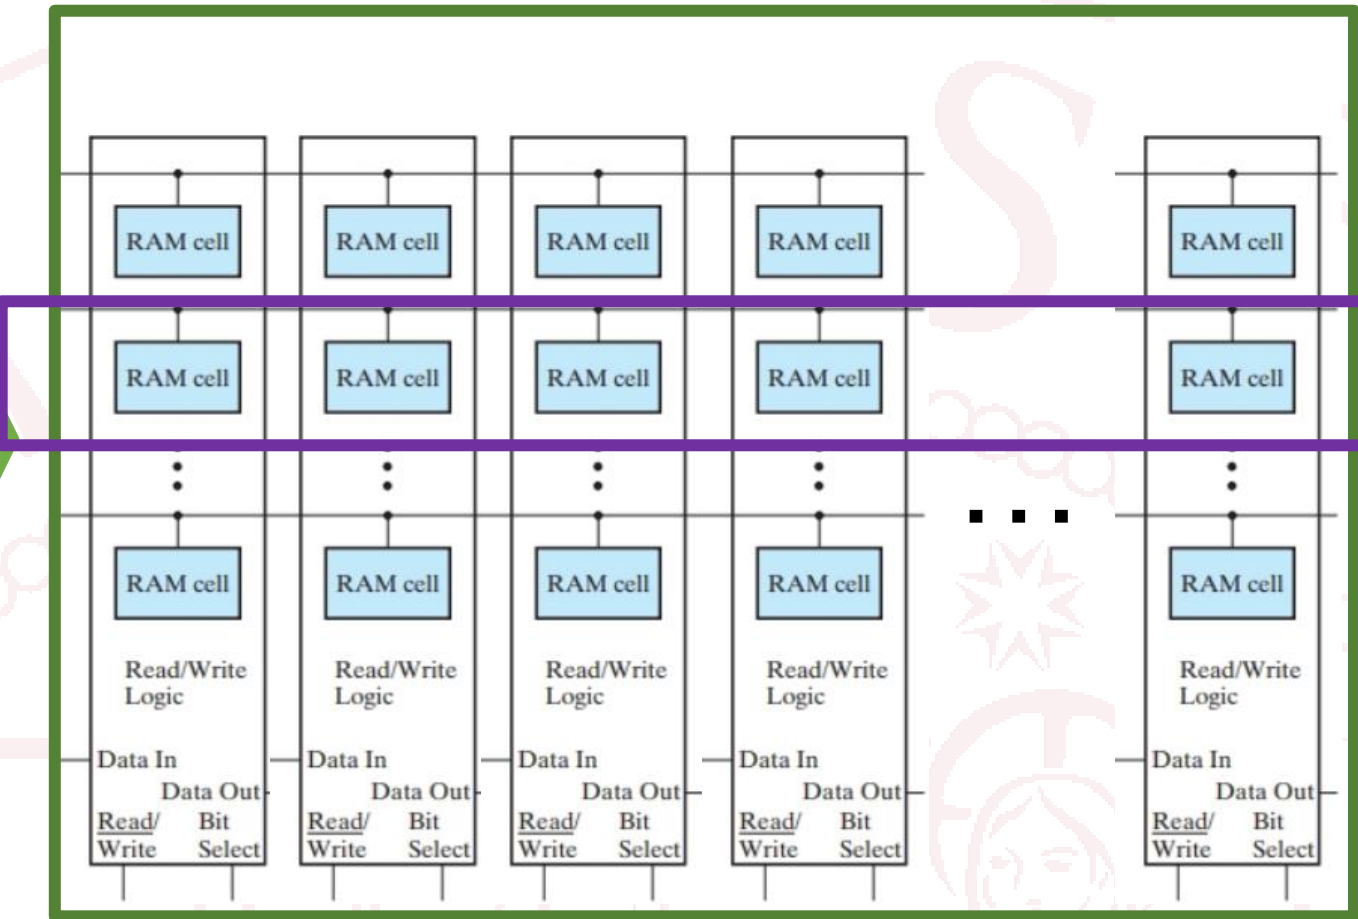 RAM cell RAM cell RAM cell RAM cell RAM cell
RAM cell RAM cell RAM cell RAM cell RAM cell
RAM cell RAM cell RAM cell RAM cell RAM cell
Read/Write Read/Write Read/Write Read/Write Read/Write
Logic Logic Logic Logic Logic
Data In Data In Data In Data In Data In
Data Out Data Out Data Out Data Out Data Out
Read/ Bit Read/ Bit Read/ Bit Read/ Bit Read/ Bit
Write Select Write Select Write Select Write Select Write Select